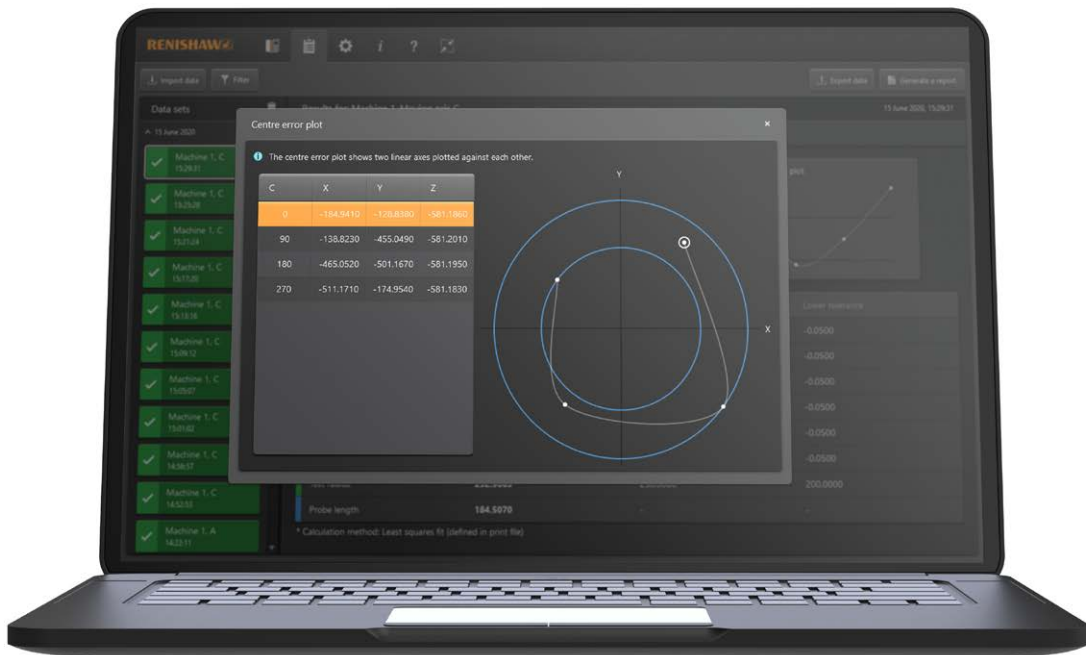 RENISHAW
i ?
Import data Filter Export data Generate a report
Data sets Results for: Machine 1, Moving axis C 15 June 2020, 15:29:31
15 June 2020
Machine 1, C
15:29:31
Machine 1, C
15:25:28
Machine 1, C
15:21:24
Machine 1, C
15:17:20
Machine 1, C
Machine 1, C
15:09:12
Machine 1, C
15:05:07
Machine 1, C
15:01:02
Machine 1, C
14:56:57
Machine 1, C
14:52:53
Machine 1, A
14:23:11
Centre error plot ×
The centre error plot shows two linear axes plotted against each other.
C X Y Z
0 -184.9410 -128.8380 -581.1860
90 -138.8230 -455.0490 -581.2010
180 -465.0520 -501.1670 -581.1950
270 -511.1710 -174.9540 -581.1830
Y
X
plot
Lower tolerance
-0.0500
-0.0500
-0.0500
-0.0500
-0.0500
-0.0500
200.0000
Probe length 184.5070 - -
* Calculation method: Least squares fit (defined in print file)